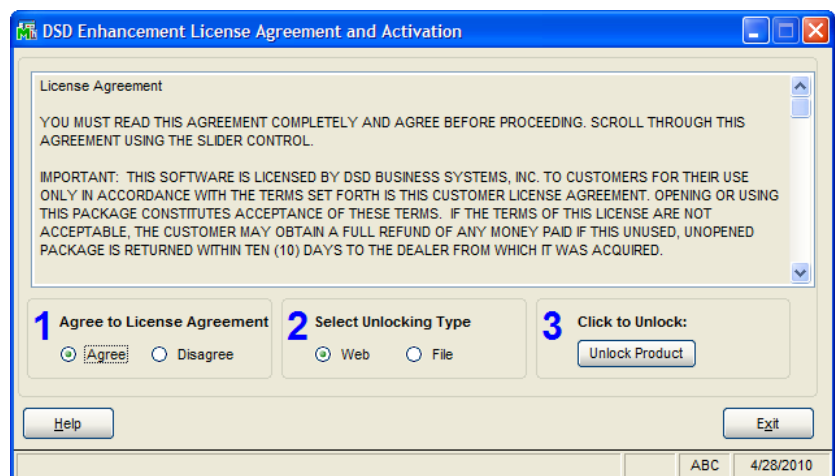 DSD Enhancement License Agreement and Activation
License Agreement
YOU MUST READ THIS AGREEMENT COMPLETELY AND AGREE BEFORE PROCEEDING. SCROLL THROUGH THIS
AGREEMENT USING THE SLIDER CONTROL.
IMPORTANT: THIS SOFTWARE IS LICENSED BY DSD BUSINESS SYSTEMS, INC. TO CUSTOMERS FOR THEIR USE
ONLY IN ACCORDANCE WITH THE TERMS SET FORTH IS THIS CUSTOMER LICENSE AGREEMENT. OPENING OR USING
THIS PACKAGE CONSTITUTES ACCEPTANCE OF THESE TERMS. IF THE TERMS OF THIS LICENSE ARE NOT
ACCEPTABLE, THE CUSTOMER MAY OBTAIN A FULL REFUND OF ANY MONEY PAID IF THIS UNUSED, UNOPENED
PACKAGE IS RETURNED WITHIN TEN (10) DAYS TO THE DEALER FROM WHICH IT WAS ACQUIRED.
1 Agree to License Agreement
Agree Disagree
2 Select Unlocking Type
Web File
3 Click to Unlock:
Unlock Product
Help
Exit
ABC 4/28/2010